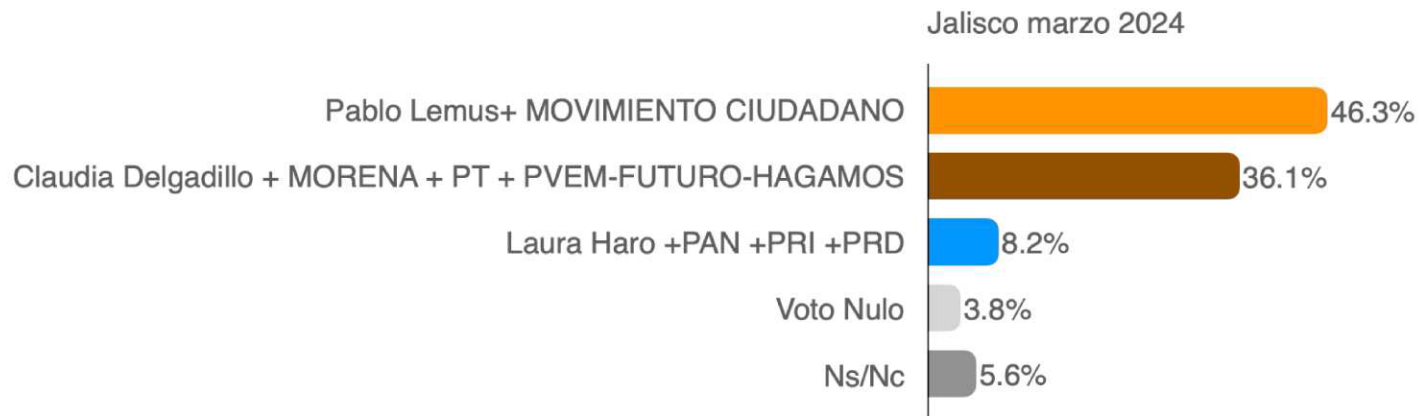 Jalisco marzo 2024
Pablo Lemus+ MOVIMIENTO CIUDADANO 46.3%
Claudia Delgadillo + MORENA + PT + PVEM-FUTURO-HAGAMOS 36.1%
Laura Haro +PAN +PRI +PRD 8.2%
Voto Nulo 3.8%
Ns/Nc 5.6%